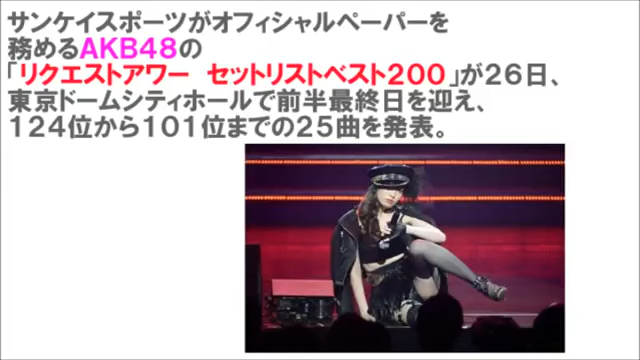 サンケイスポーツがオフィシャルペーパーを
務めるAKB48の
「リクエストアワー　セットリストベスト200」が26日、
東京ドームシティホールで前半最終日を迎え、
124位から101位までの25曲を発表。